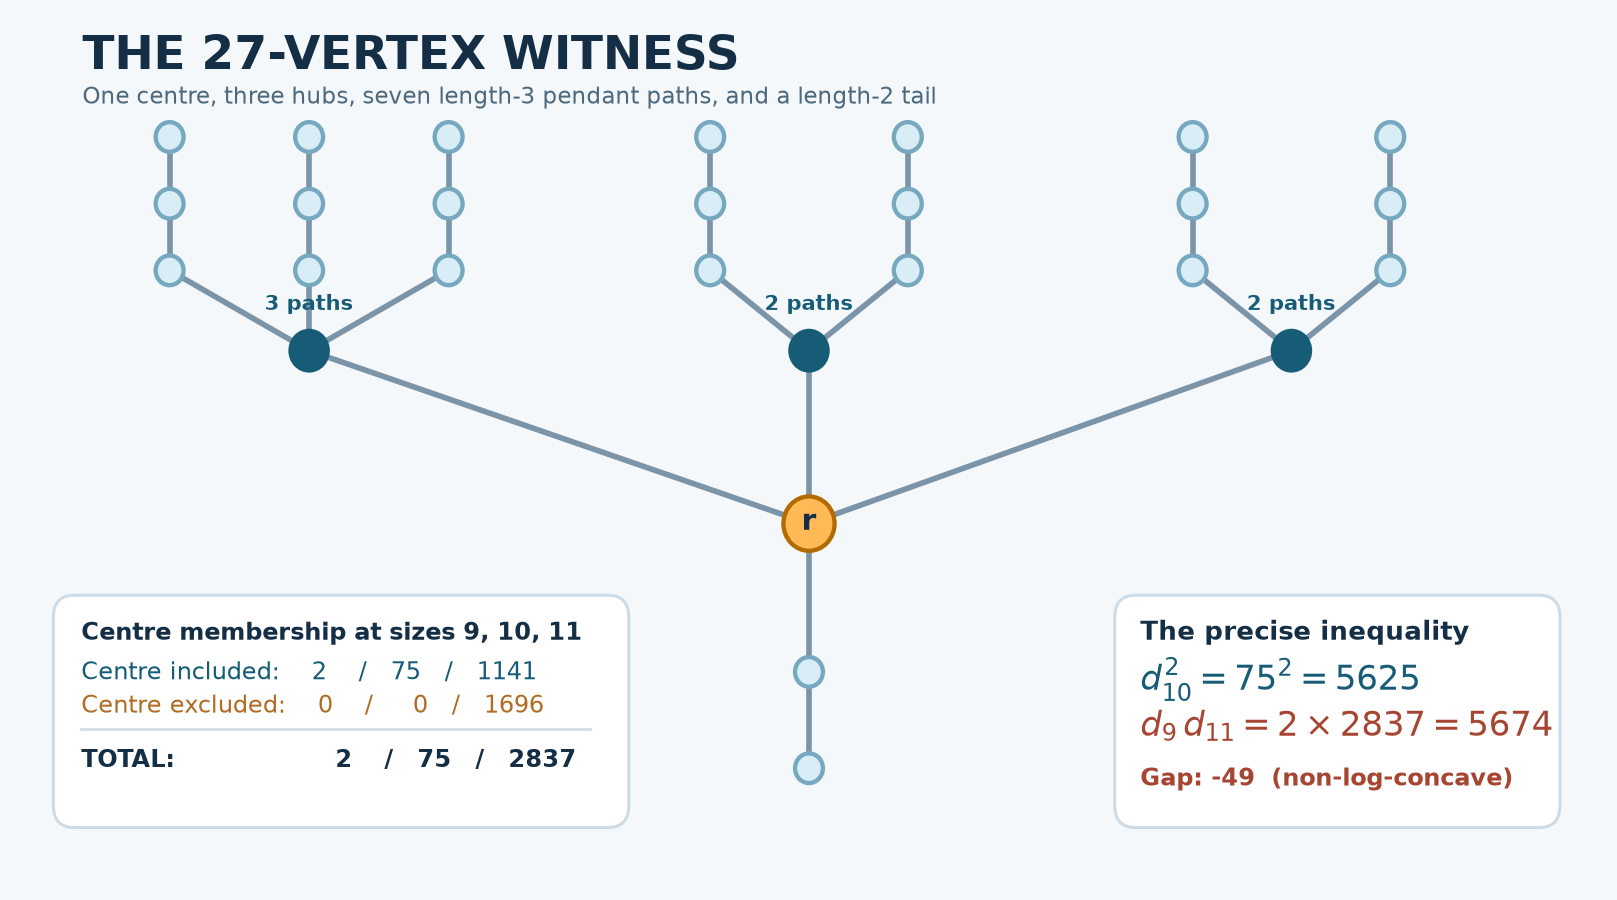 THE 27-VERTEX WITNESS
One centre, three hubs, seven length-3 pendant paths, and a length-2 tail
3 paths
2 paths
2 paths
r
Centre membership at sizes 9, 10, 11
Centre included: 2 / 75 / 1141
Centre excluded: 0 / 0 / 1696
TOTAL: 2 / 75 / 2837
The precise inequality
d₁₀² = 75² = 5625
d₉ d₁₁ = 2 × 2837 = 5674
Gap: -49 (non-log-concave)